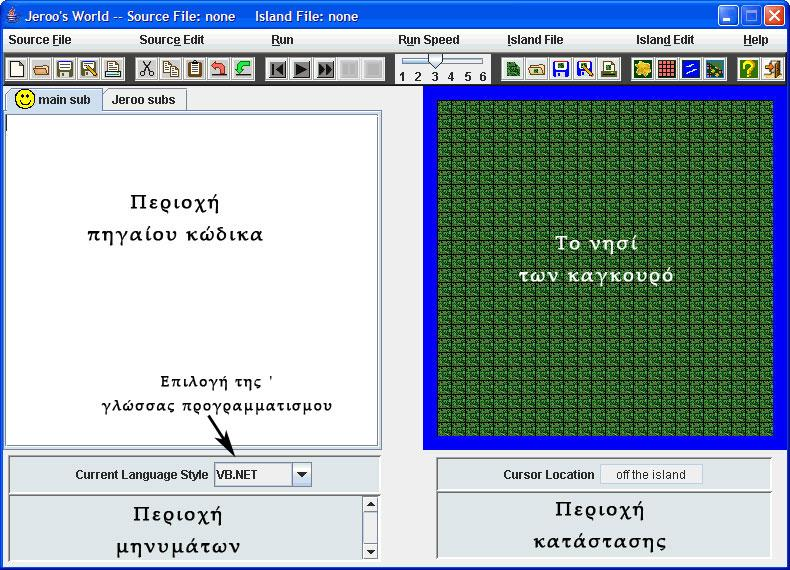 Jeroo's World -- Source File: none Island File: none
Source File Source Edit Run Run Speed Island File Island Edit Help
1 2 3 4 5 6
main sub Jeroo subs
Περιοχή
πηγαίου κώδικα
Το νησί
των καγκουρό
Επιλογή της '
γλώσσας προγραμματισμου
Current Language Style VB.NET
Cursor Location off the island
Περιοχή
μηνυμάτων
Περιοχή
κατάστασης